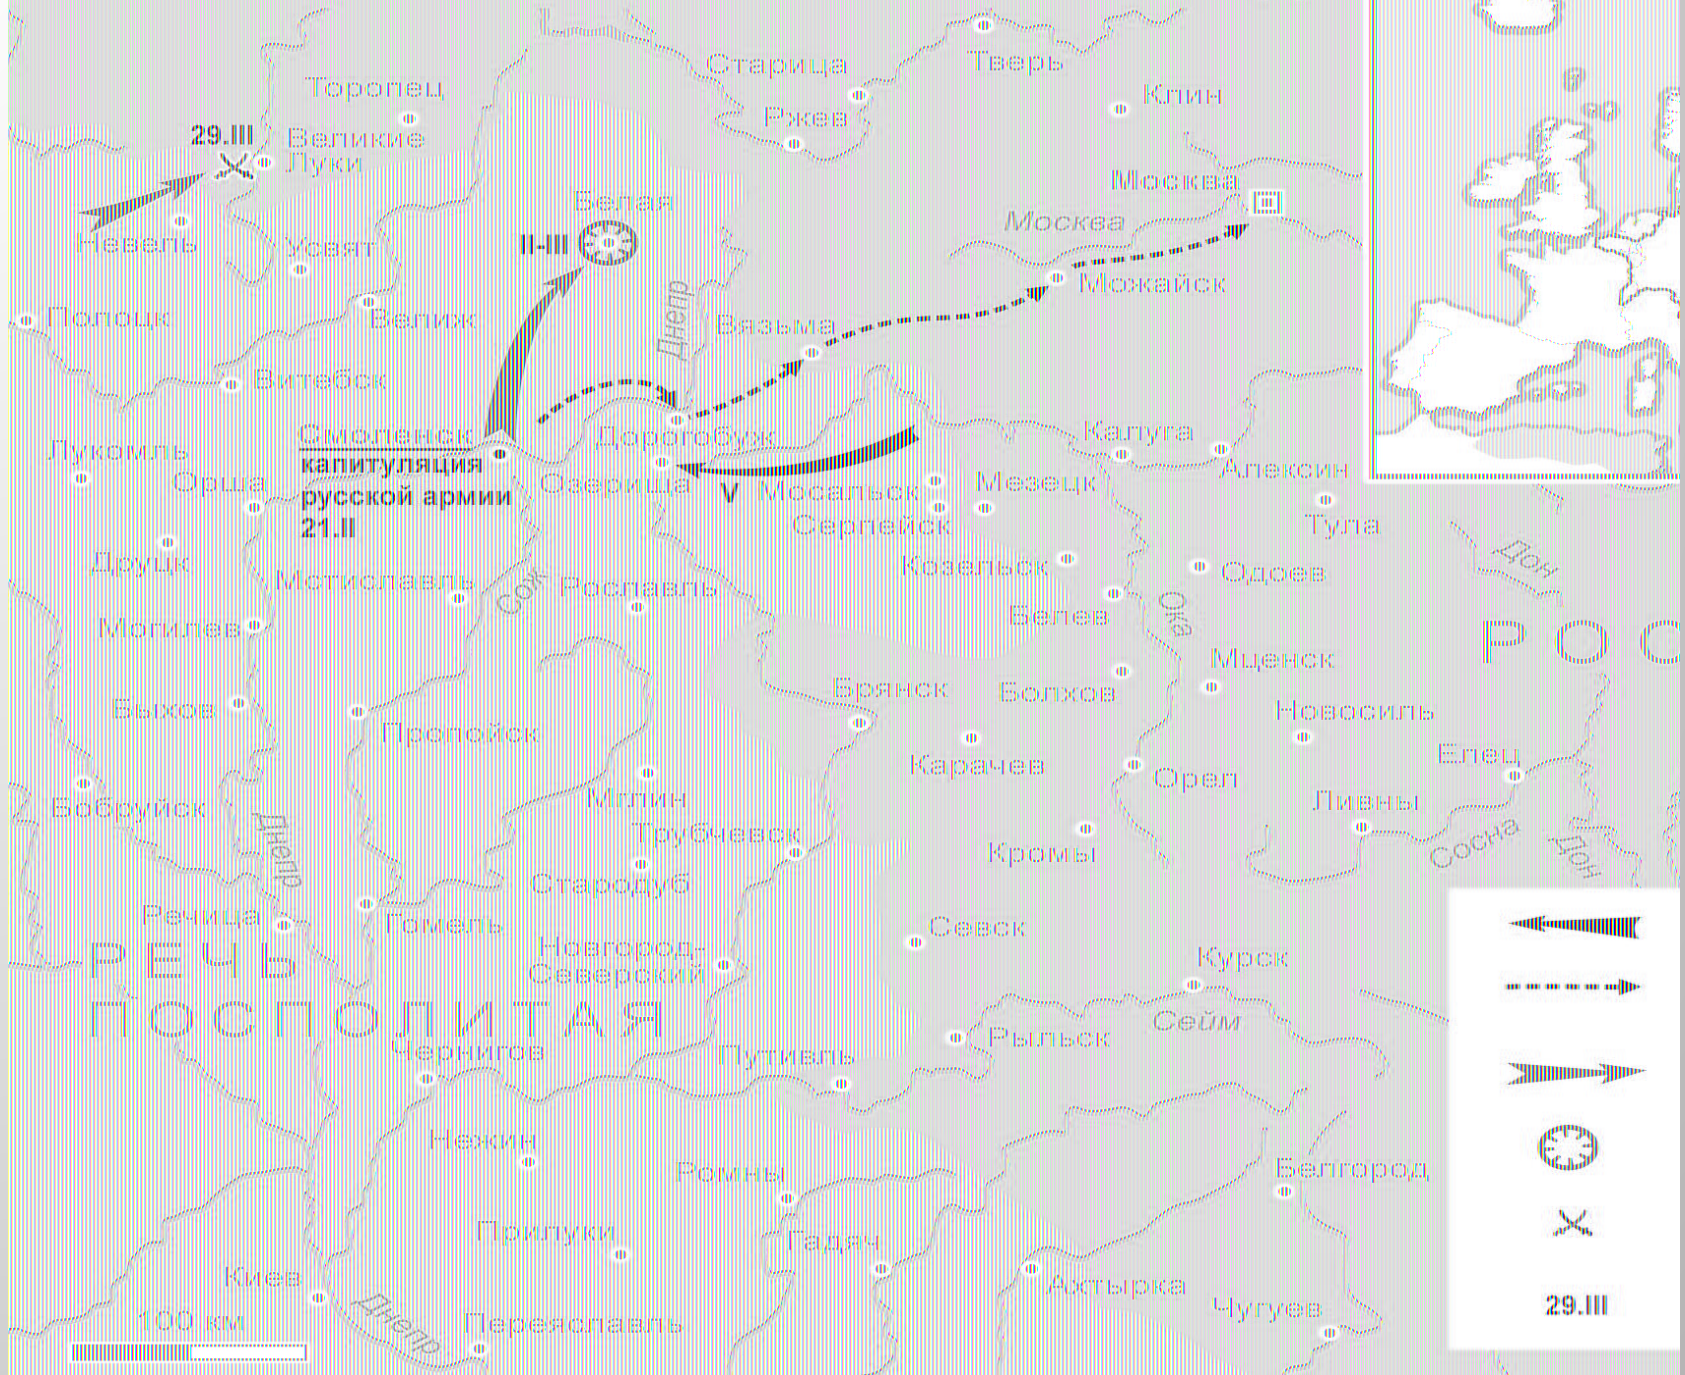 Старица
Тверь
Торопец
Ржев
Клин
29.III
Великие
Луки
Москва
Белая
Москва
Невель
Усвят
II-III
Можайск
Полоцк
Велиж
Днепр
Вязьма
Витебск
Смоленск
капитуляция
русской армии
21.II
Дорогобуж
Калуга
Лукомль
Орша
Озерища
V
Мосальск
Мезецк
Алексин
Серпейск
Тула
Друцк
Мстиславль
Сож
Рославль
Козельск
Одоев
Дон
Могилев
Белев
Ока
РОС
Мценск
Быхов
Пропойск
Брянск
Болхов
Новосиль
Карачев
Орел
Елец
Бобруйск
Мглин
Ливны
Днепр
Трубчевск
Кромы
Сосна
Дон
Стародуб
Речица
Гомель
Севск
РЕЧЬ
Новгород-
Северский
Курск
ПОСПОЛИТАЯ
Сейм
Чернигов
Путивль
Рыльск
Нежин
Ромны
Белгород
Прилуки
Гадяч
Киев
Ахтырка
100 км
Днепр
Переяславль
Чугуев
29.III